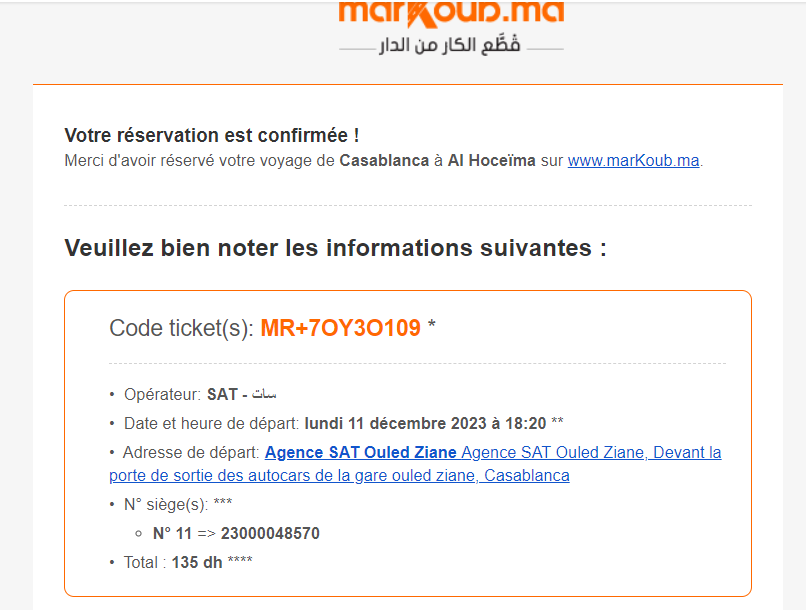 marKoub.ma
قطَّع الكار من الدار
Votre réservation est confirmée !
Merci d'avoir réservé votre voyage de Casablanca à Al Hoceïma sur www.marKoub.ma.
Veuillez bien noter les informations suivantes :
Code ticket(s): MR+7OY3O109 *
• Opérateur: SAT - سات
• Date et heure de départ: lundi 11 décembre 2023 à 18:20 **
• Adresse de départ: Agence SAT Ouled Ziane Agence SAT Ouled Ziane, Devant la
porte de sortie des autocars de la gare ouled ziane, Casablanca
• N° siège(s): ***
○ N° 11 => 23000048570
• Total : 135 dh ****